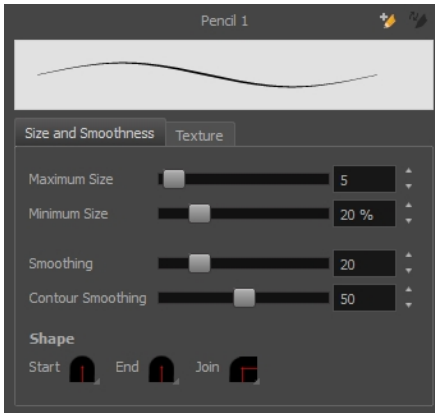 Pencil 1
Size and Smoothness Texture
Maximum Size 5
Minimum Size 20 %
Smoothing 20
Contour Smoothing 50
Shape
Start End Join